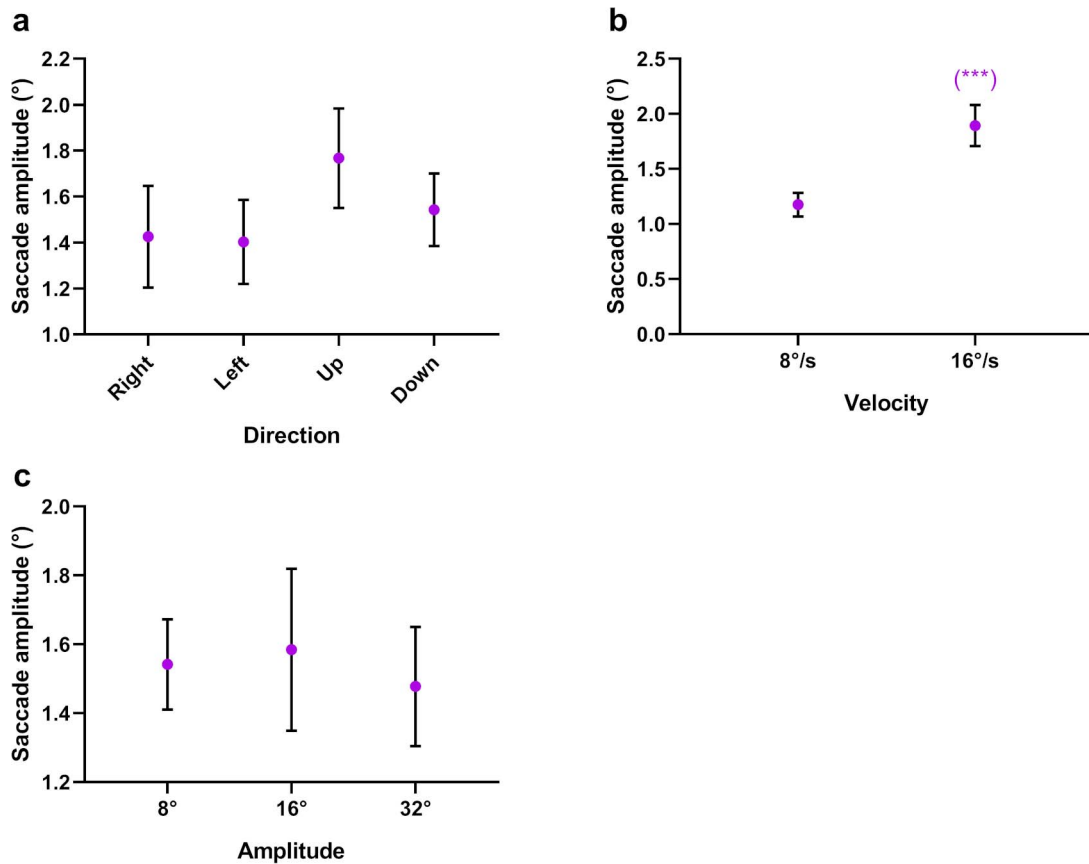 a
2.2
2.0
1.8
1.6
1.4
1.2
1.0
Saccade amplitude (°)
Right
Left
Up
Down
Direction
b
2.5
2.0
1.5
1.0
0.5
0.0
Saccade amplitude (°)
(***)
8°/s
16°/s
Velocity
c
2.0
1.8
1.6
1.4
1.2
Saccade amplitude (°)
8°
16°
32°
Amplitude